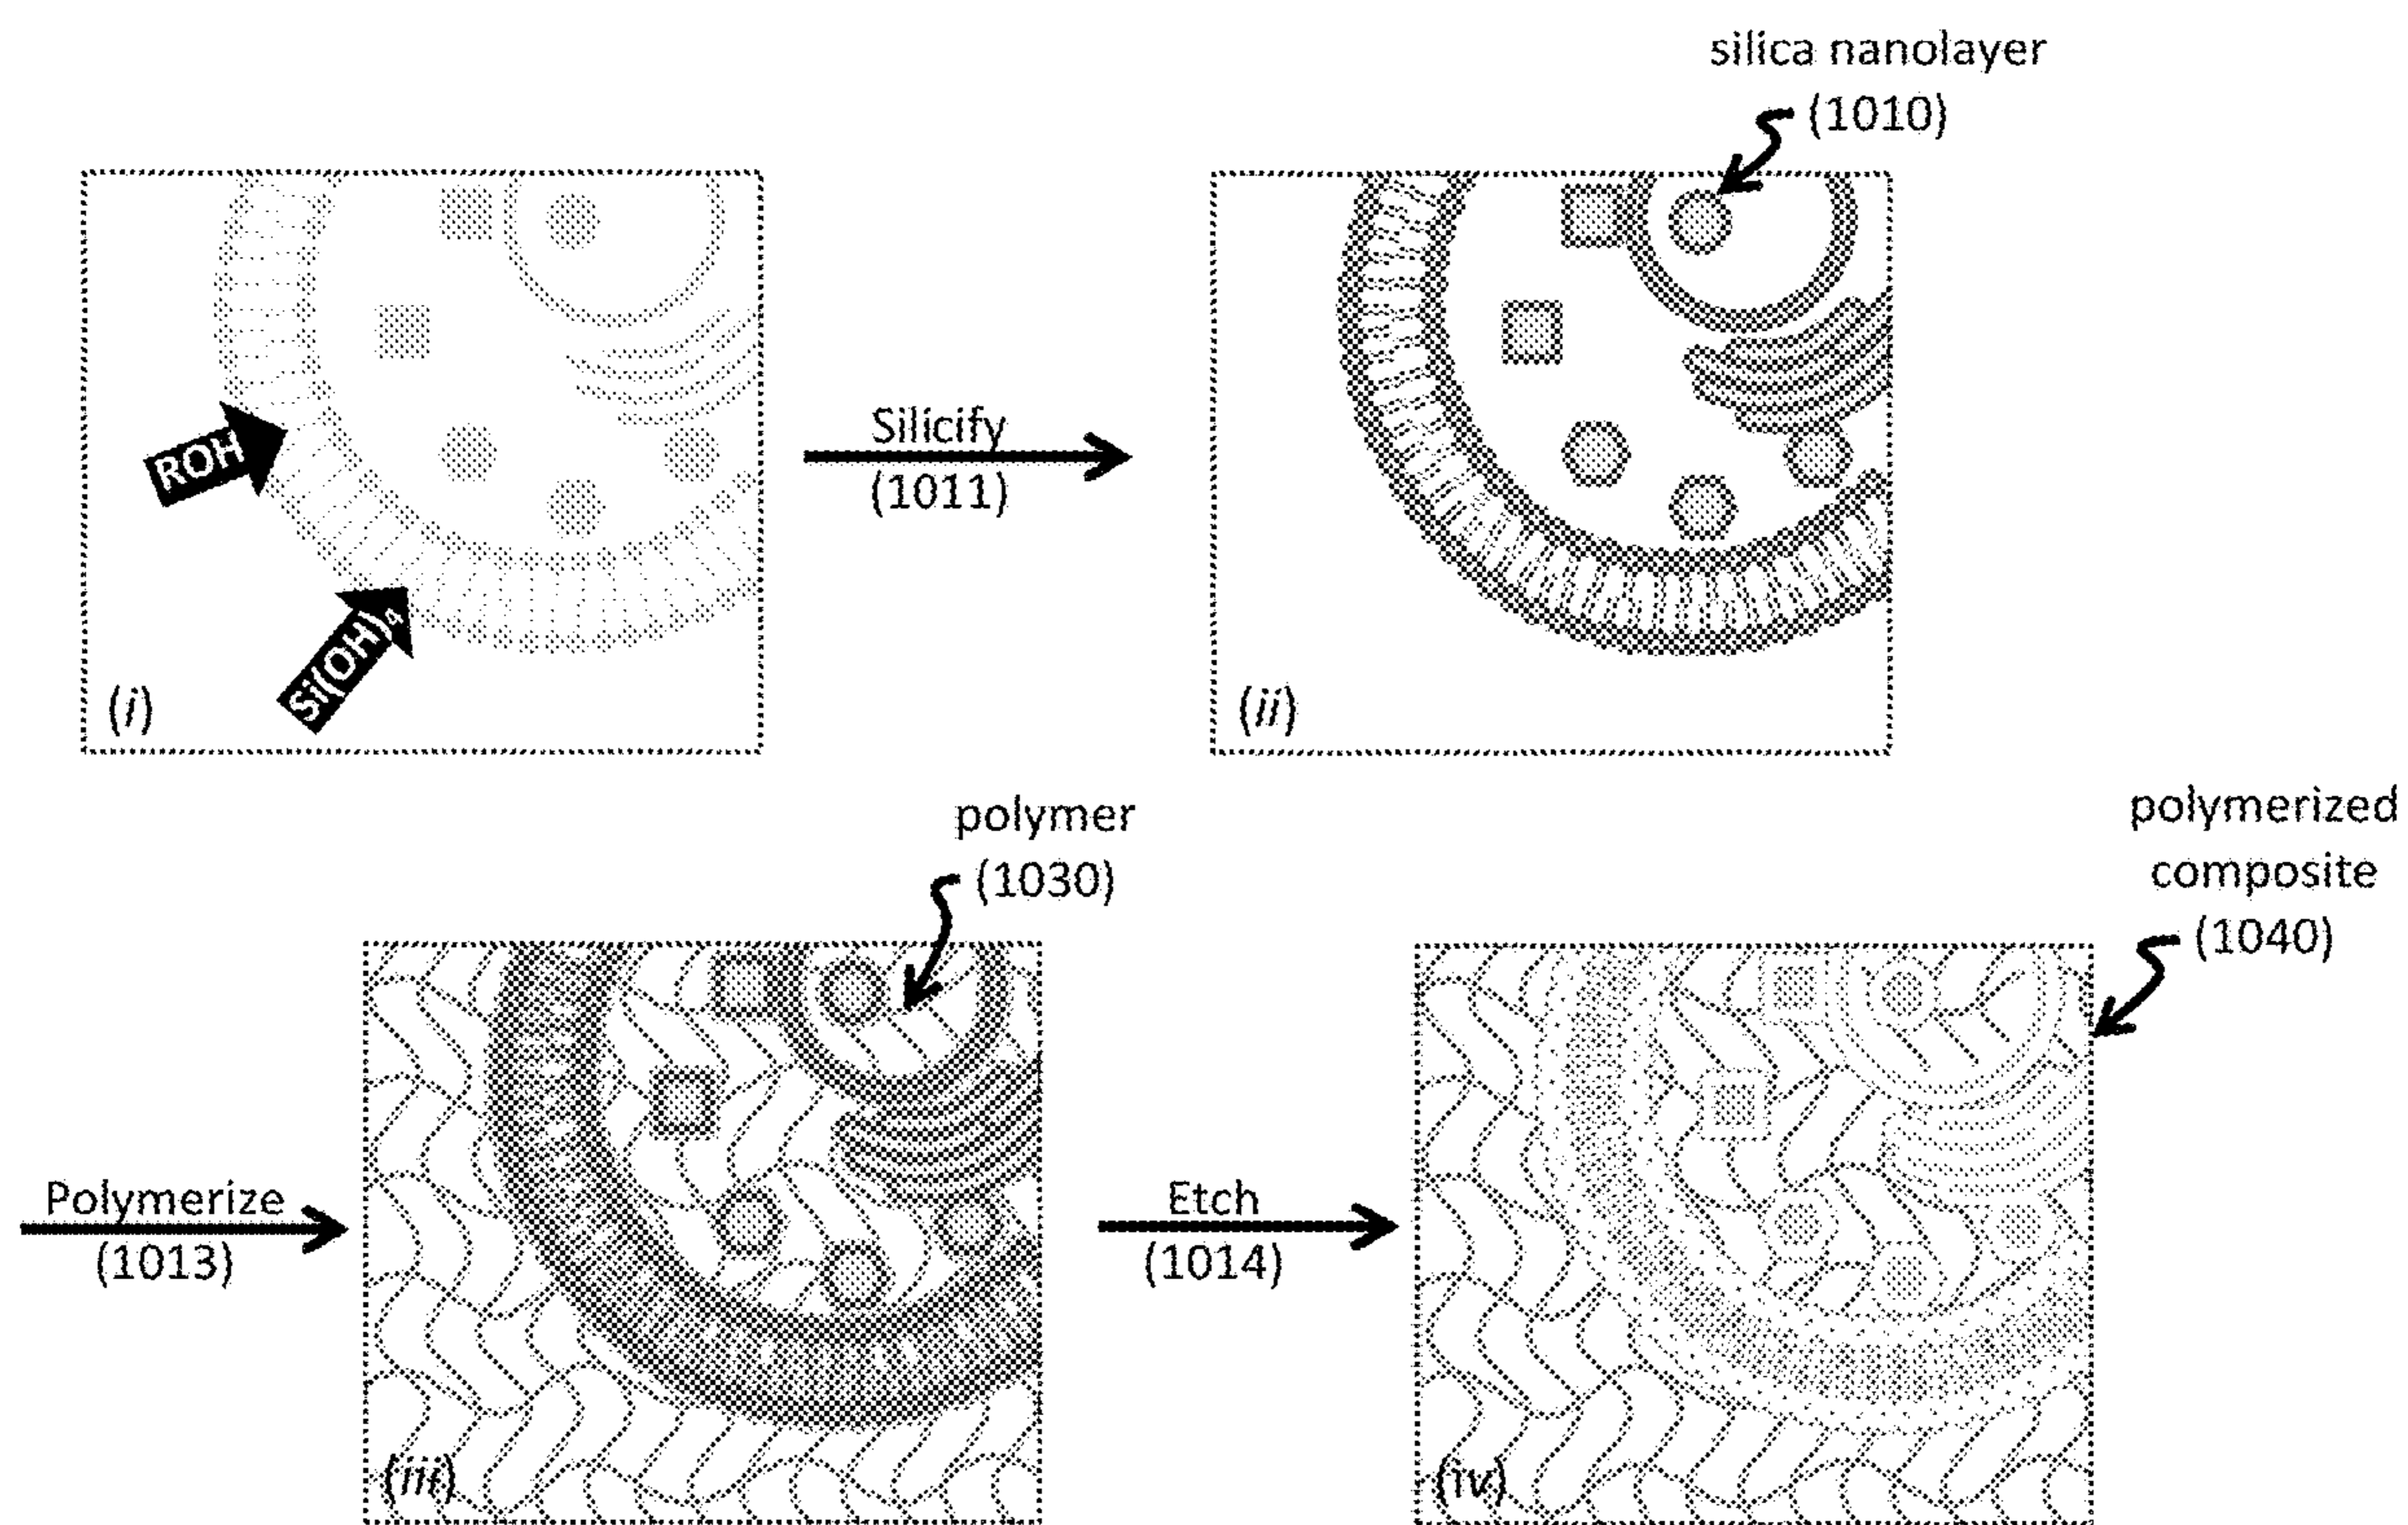 silica nanolayer
(1010)
ROH
Si(OH)₄
(i)
Silicify
(1011)
(ii)
polymer
(1030)
polymerized
composite
(1040)
Polymerize
(1013)
(iii)
Etch
(1014)
(iv)